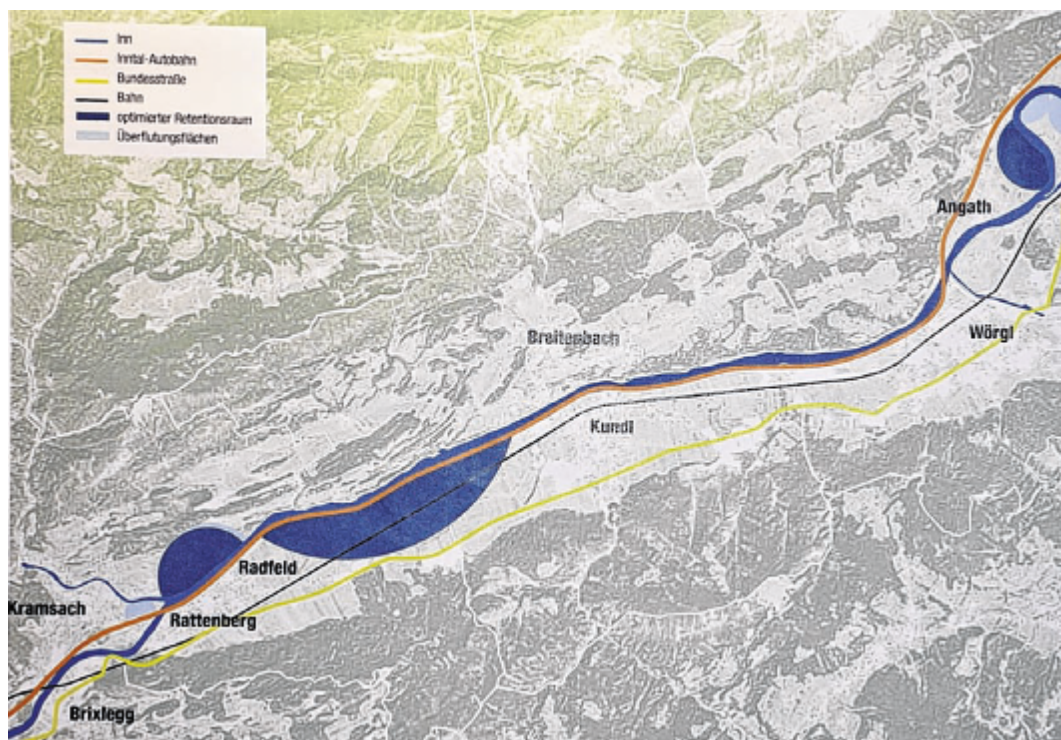 Inn
Inntal-Autobahn
Bundesstraße
Bahn
optimierter Retentionsraum
Überflutungsflächen
Angath
Wörgl
Breitenbach
Kundl
Radfeld
Kramsach
Rattenberg
Brixlegg